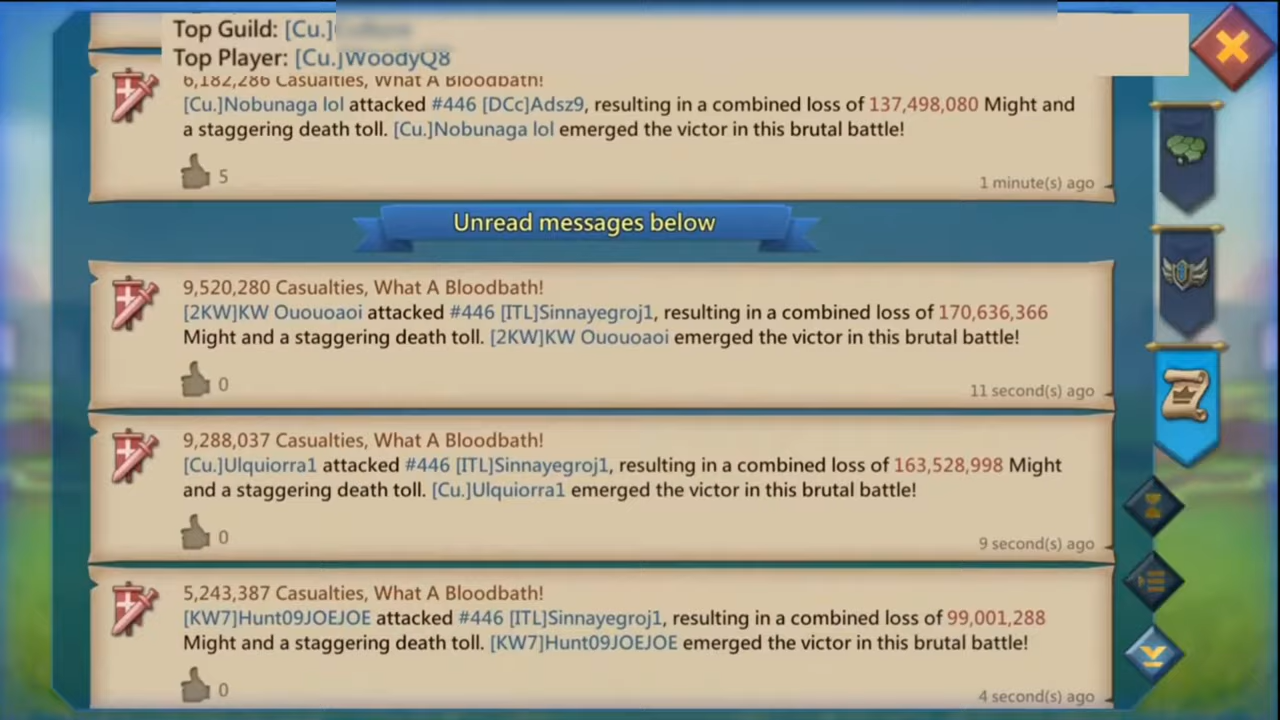 Top Guild: [Cu.]
Top Player: [Cu.]WoodyQ8
6,182,286 Casualties, What A Bloodbath!
[Cu.]Nobunaga lol attacked #446 [DCc]Adsz9, resulting in a combined loss of 137,498,080 Might and
a staggering death toll. [Cu.]Nobunaga lol emerged the victor in this brutal battle!
5
1 minute(s) ago
Unread messages below
9,520,280 Casualties, What A Bloodbath!
[2KW]KW Ououoaoi attacked #446 [ITL]Sinnayegroj1, resulting in a combined loss of 170,636,366
Might and a staggering death toll. [2KW]KW Ououoaoi emerged the victor in this brutal battle!
0
11 second(s) ago
9,288,037 Casualties, What A Bloodbath!
[Cu.]Ulquiorra1 attacked #446 [ITL]Sinnayegroj1, resulting in a combined loss of 163,528,998 Might
and a staggering death toll. [Cu.]Ulquiorra1 emerged the victor in this brutal battle!
0
9 second(s) ago
5,243,387 Casualties, What A Bloodbath!
[KW7]Hunt09JOEJOE attacked #446 [ITL]Sinnayegroj1, resulting in a combined loss of 99,001,288
Might and a staggering death toll. [KW7]Hunt09JOEJOE emerged the victor in this brutal battle!
0
4 second(s) ago